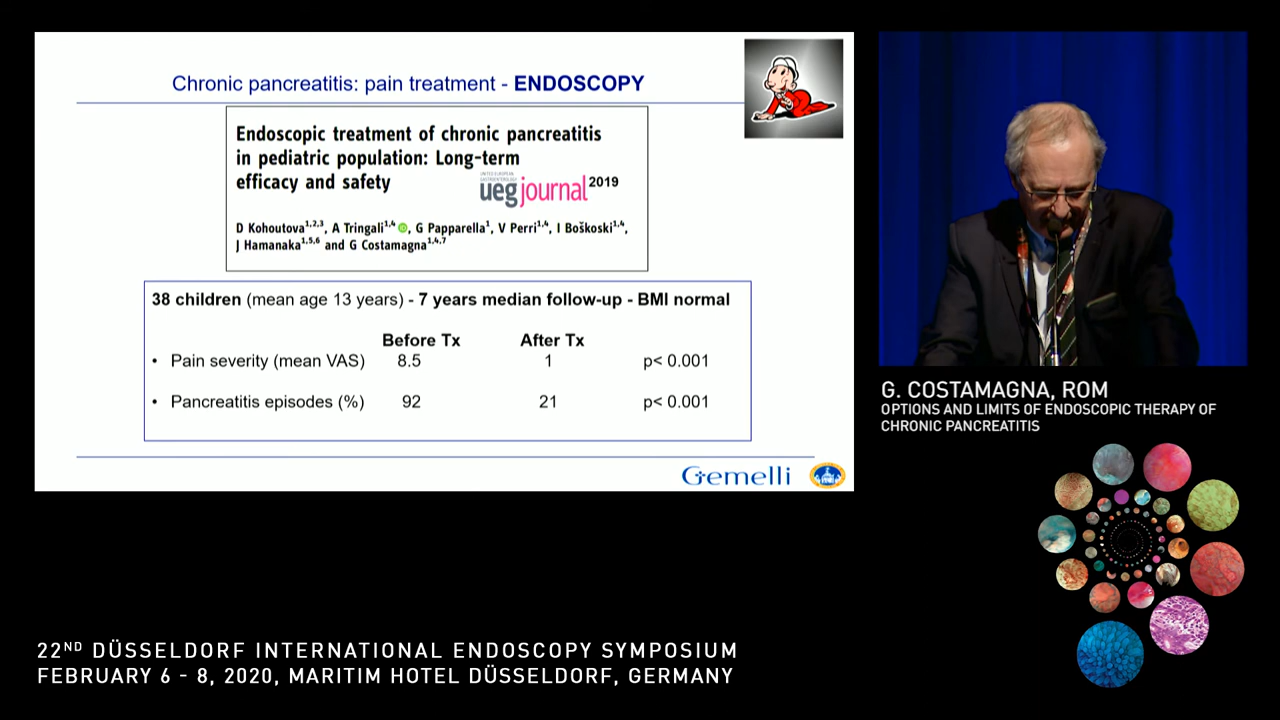 Chronic pancreatitis: pain treatment - ENDOSCOPY
Endoscopic treatment of chronic pancreatitis
in pediatric population: Long-term
efficacy and safety
UNITED EUROPEAN
GASTROENTEROLOGY
ueg journal 2019
D Kohoutova1,2,3, A Tringali1,4 , G Papparella1, V Perri1,4, I Boškoski1,4,
J Hamanaka1,5,6 and G Costamagna1,4,7
38 children (mean age 13 years) - 7 years median follow-up - BMI normal
Before Tx After Tx
• Pain severity (mean VAS) 8.5 1 p< 0.001
• Pancreatitis episodes (%) 92 21 p< 0.001
Gemelli
G. COSTAMAGNA, ROM
OPTIONS AND LIMITS OF ENDOSCOPIC THERAPY OF
CHRONIC PANCREATITIS
22ND DÜSSELDORF INTERNATIONAL ENDOSCOPY SYMPOSIUM
FEBRUARY 6 - 8, 2020, MARITIM HOTEL DÜSSELDORF, GERMANY